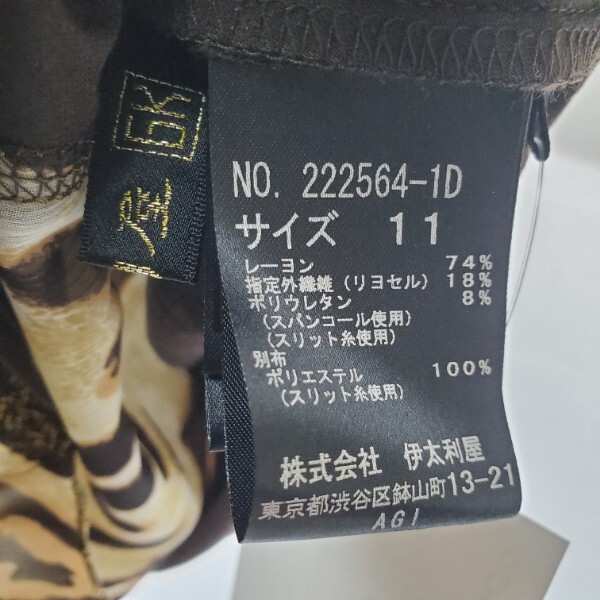 屋 GK
NO. 222564-1D
サイズ 11
レーヨン 74%
指定外繊維(リヨセル) 18%
ポリウレタン 8%
(スパンコール使用)
(スリット糸使用)
別布
ポリエステル 100%
(スリット糸使用)
株式会社 伊太利屋
東京都渋谷区鉢山町13-21
AGI